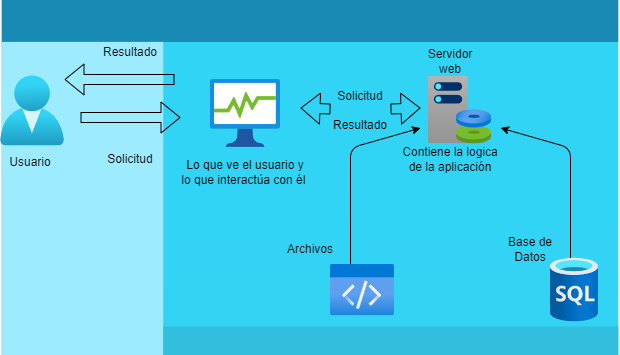 Resultado
Usuario
Solicitud
Lo que ve el usuario y
lo que interactúa con él
Solicitud
Resultado
Servidor
web
Contiene la logica
de la aplicación
Archivos
</>
Base de
Datos
SQL